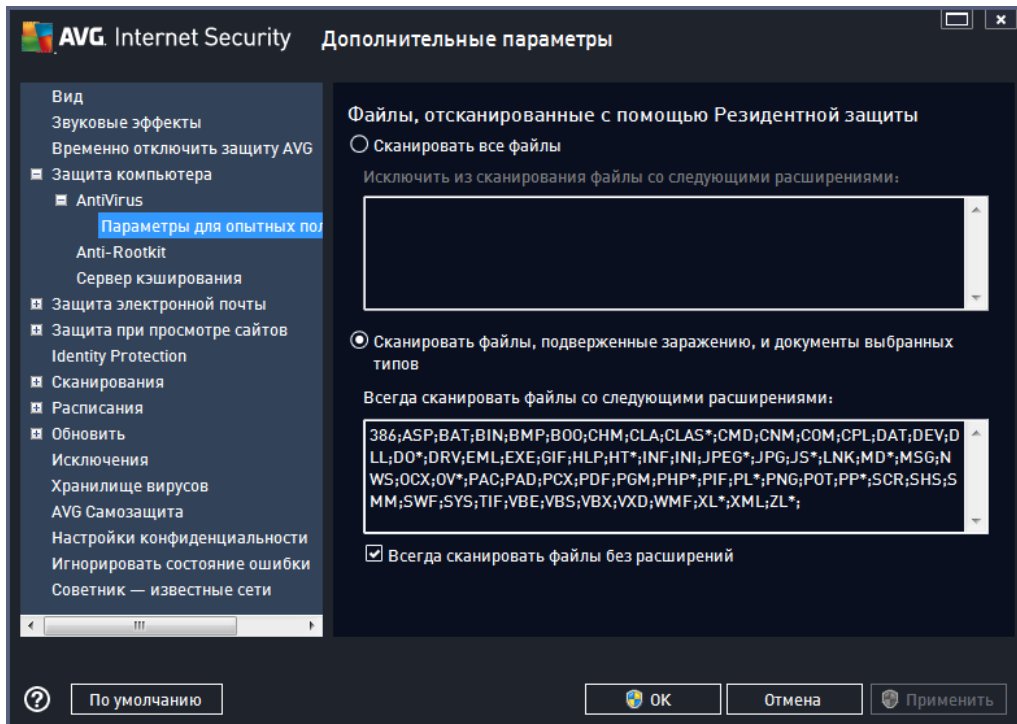 AVG. Internet Security
Дополнительные параметры
Вид
Звуковые эффекты
Временно отключить защиту AVG
Защита компьютера
AntiVirus
Параметры для опытных пол
Anti-Rootkit
Сервер кэширования
Защита электронной почты
Защита при просмотре сайтов
Identity Protection
Сканирования
Расписания
Обновить
Исключения
Хранилище вирусов
AVG Самозащита
Настройки конфиденциальности
Игнорировать состояние ошибки
Советник — известные сети
Файлы, отсканированные с помощью Резидентной защиты
Сканировать все файлы
Исключить из сканирования файлы со следующими расширениями:
Сканировать файлы, подверженные заражению, и документы выбранных
типов
Всегда сканировать файлы со следующими расширениями:
386;ASP;BAT;BIN;BMP;BOO;CHM;CLA;CLAS*;CMD;CNM;COM;CPL;DAT;DEV;D
LL;DO*;DRV;EML;EXE;GIF;HLP;HT*;INF;INI;JPEG*;JPG;JS*;LNK;MD*;MSG;N
WS;OCX;OV*;PAC;PAD;PCX;PDF;PGM;PHP*;PIF;PL*;PNG;POT;PP*;SCR;SHS;S
MM;SWF;SYS;TIF;VBE;VBS;VBX;VXD;WMF;XL*;XML;ZL*;
Всегда сканировать файлы без расширений
По умолчанию
OK
Отмена
Применить